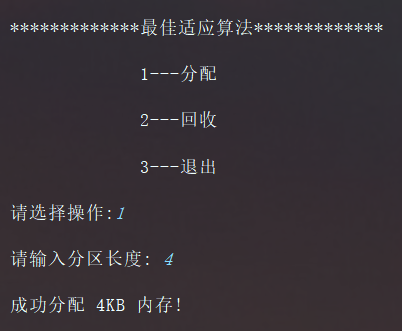 *************最佳适应算法*************
1---分配
2---回收
3---退出
请选择操作:1
请输入分区长度: 4
成功分配 4KB 内存!